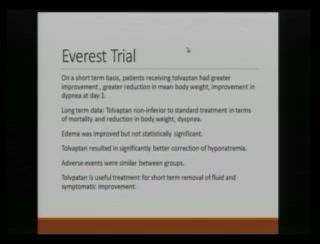 Everest Trial
On a short term basis, patients receiving tolvaptan had greater
improvement , greater reduction in mean body weight, improvement in
dypnea at day 1.
Long term data: Tolvaptan non-inferior to standard treatment in terms
of mortality and reduction in body weight, dyspnea.
Edema was improved but not statistically significant.
Tolvaptan resulted in significantly better correction of hyponatremia.
Adverse events were similar between groups.
Tolvpatan is useful treatment for short term removal of fluid and
symptomatic improvement.